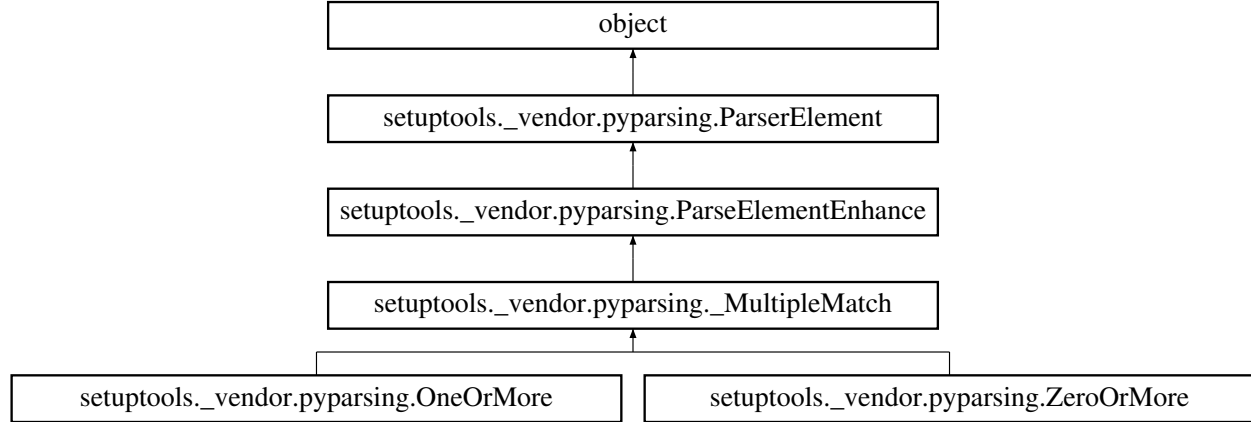 object
setuptools._vendor.pyparsing.ParserElement
setuptools._vendor.pyparsing.ParseElementEnhance
setuptools._vendor.pyparsing._MultipleMatch
setuptools._vendor.pyparsing.OneOrMore
setuptools._vendor.pyparsing.ZeroOrMore